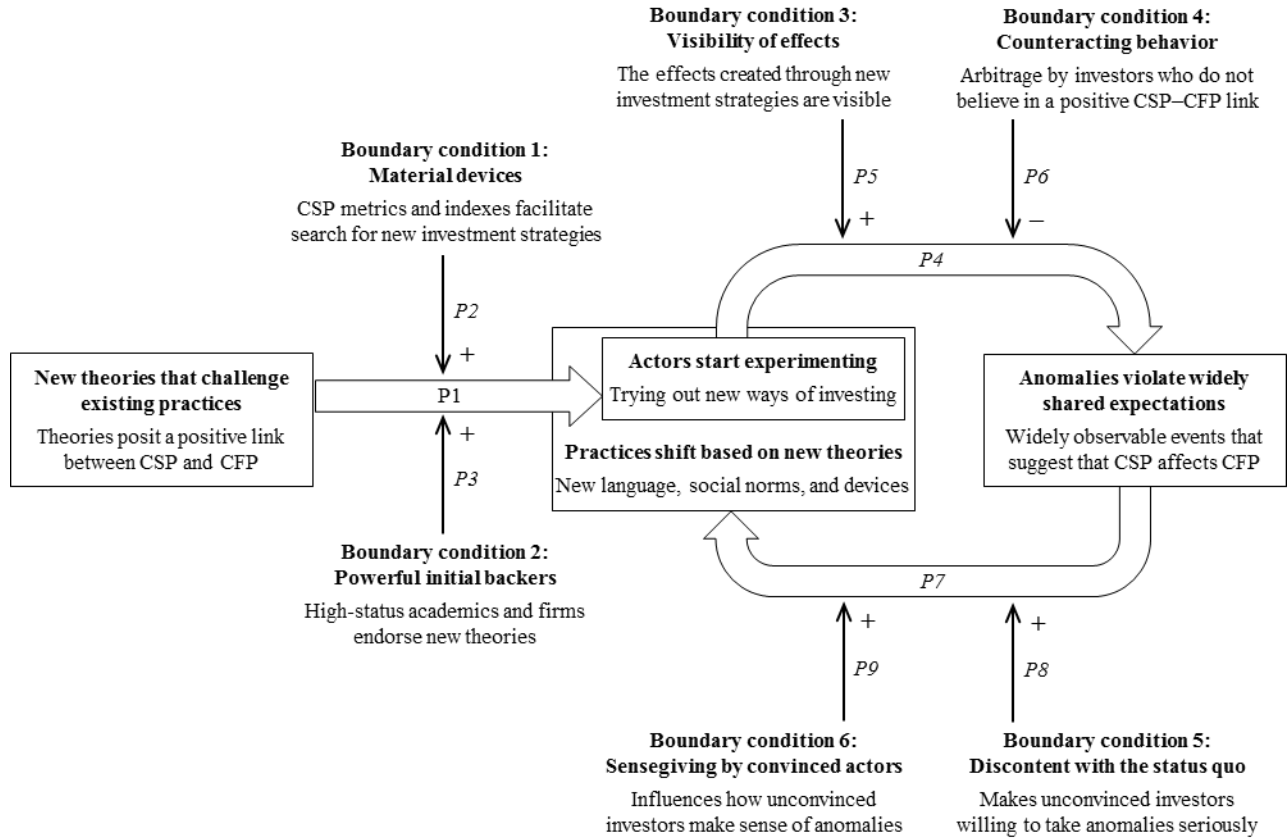 Boundary condition 3:
Visibility of effects
The effects created through new
investment strategies are visible
Boundary condition 4:
Counteracting behavior
Arbitrage by investors who do not
believe in a positive CSP–CFP link
Boundary condition 1:
Material devices
CSP metrics and indexes facilitate
search for new investment strategies
P5
+
P6
−
P4
P2
+
New theories that challenge
existing practices
Theories posit a positive link
between CSP and CFP
P1
Actors start experimenting
Trying out new ways of investing
Practices shift based on new theories
New language, social norms, and devices
Anomalies violate widely
shared expectations
Widely observable events that
suggest that CSP affects CFP
+
P3
Boundary condition 2:
Powerful initial backers
High-status academics and firms
endorse new theories
P7
+
P9
+
P8
Boundary condition 6:
Sensegiving by convinced actors
Influences how unconvinced
investors make sense of anomalies
Boundary condition 5:
Discontent with the status quo
Makes unconvinced investors
willing to take anomalies seriously